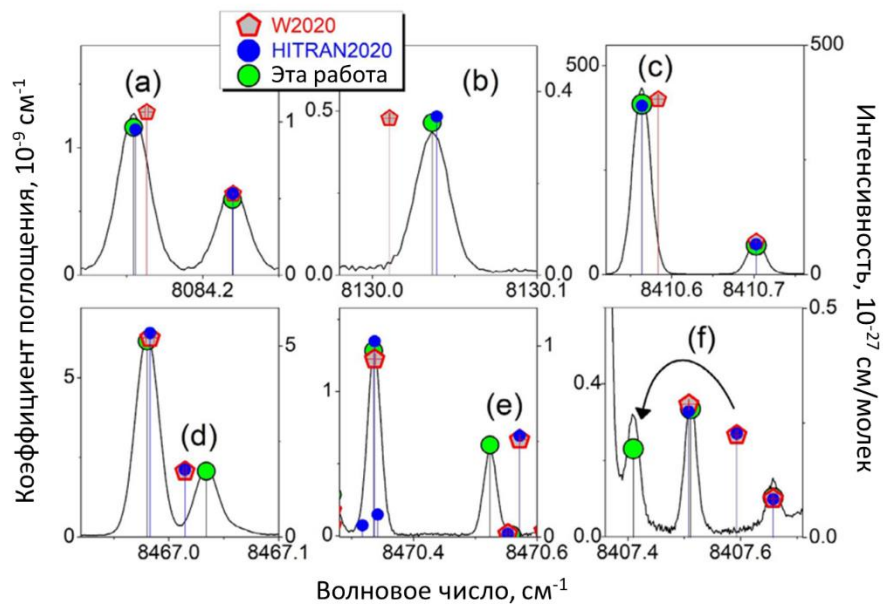 W2020
HITRAN2020
Эта работа
Коэффициент поглощения, 10⁻⁹ см⁻¹
Интенсивность, 10⁻²⁷ см/молек
(a)
1
0
1
0
8084.2
(b)
0.5
0.0
0.4
0.0
8130.0 8130.1
(c)
500
0
500
0
8410.6 8410.7
(d)
5
0
5
0
8467.0 8467.1
(e)
1
0
1
0
8470.4 8470.6
(f)
0.4
0.0
0.5
0.0
8407.4 8407.6
Волновое число, см⁻¹